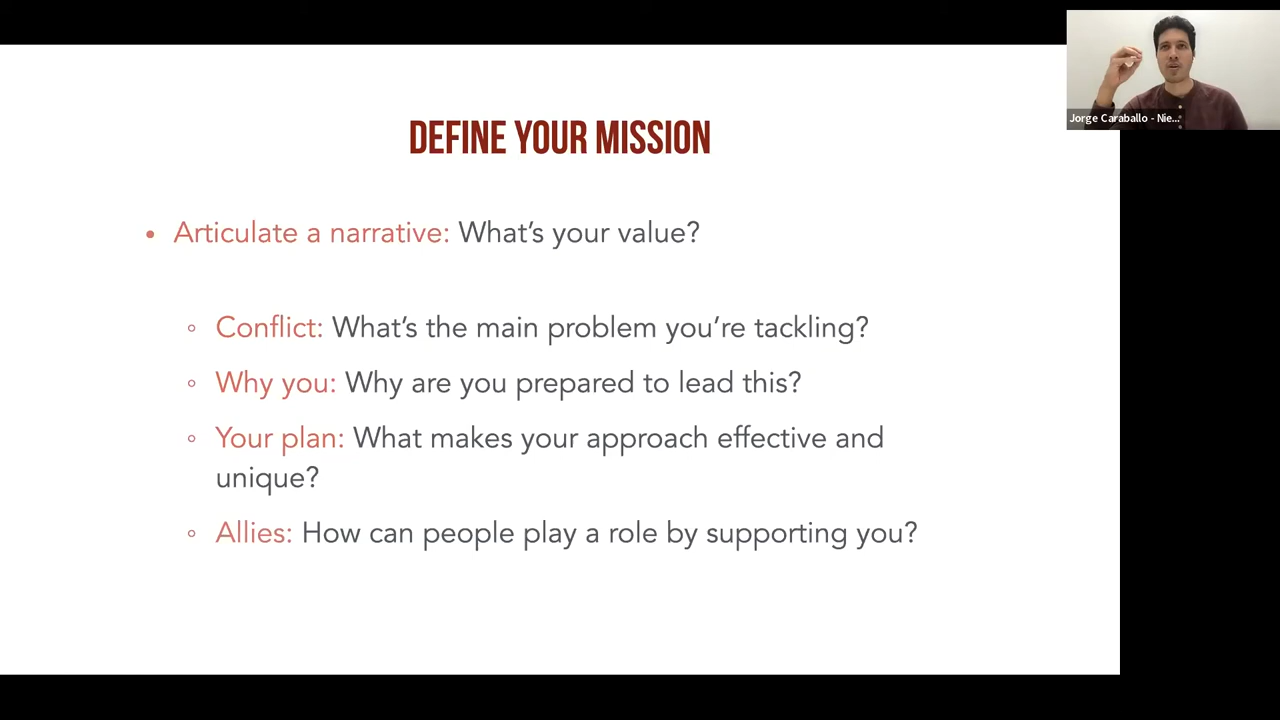 DEFINE YOUR MISSION
• Articulate a narrative: What's your value?
◦ Conflict: What's the main problem you're tackling?
◦ Why you: Why are you prepared to lead this?
◦ Your plan: What makes your approach effective and
unique?
◦ Allies: How can people play a role by supporting you?
Jorge Caraballo - Nie...